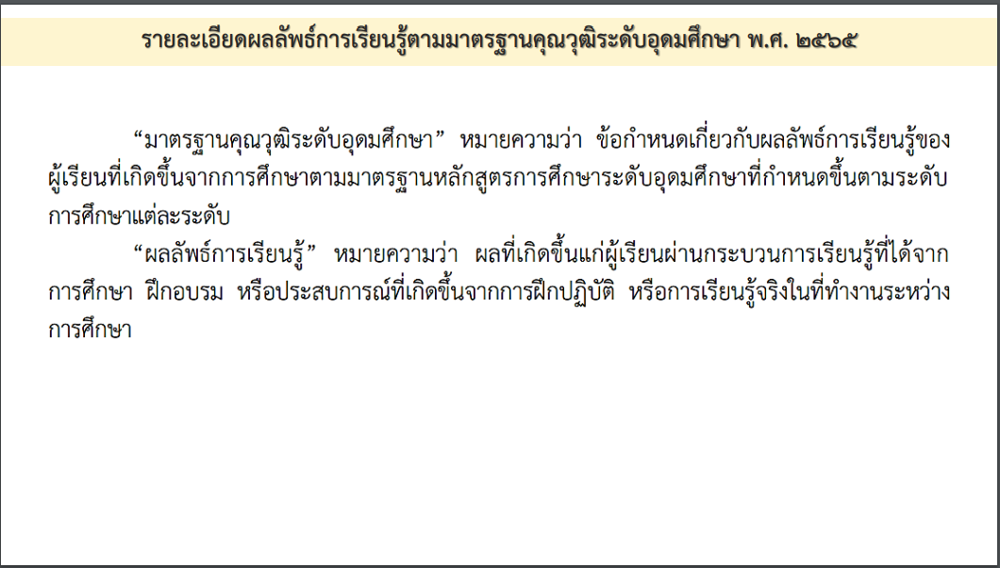 รายละเอียดผลลัพธ์การเรียนรู้ตามมาตรฐานคุณวุฒิระดับอุดมศึกษา พ.ศ. ๒๕๖๕
“มาตรฐานคุณวุฒิระดับอุดมศึกษา” หมายความว่า ข้อกำหนดเกี่ยวกับผลลัพธ์การเรียนรู้ของ
ผู้เรียนที่เกิดขึ้นจากการศึกษาตามมาตรฐานหลักสูตรการศึกษาระดับอุดมศึกษาที่กำหนดขึ้นตามระดับ
การศึกษาแต่ละระดับ
“ผลลัพธ์การเรียนรู้” หมายความว่า ผลที่เกิดขึ้นแก่ผู้เรียนผ่านกระบวนการเรียนรู้ที่ได้จาก
การศึกษา ฝึกอบรม หรือประสบการณ์ที่เกิดขึ้นจากการฝึกปฏิบัติ หรือการเรียนรู้จริงในที่ทำงานระหว่าง
การศึกษา